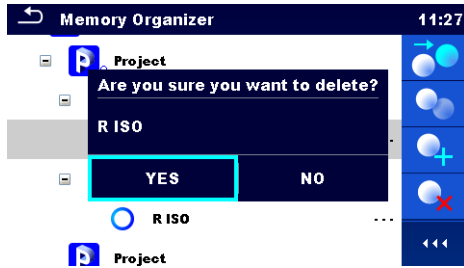 Memory Organizer 11:27
Project
Are you sure you want to delete?
R ISO
YES NO
R ISO ...
Project